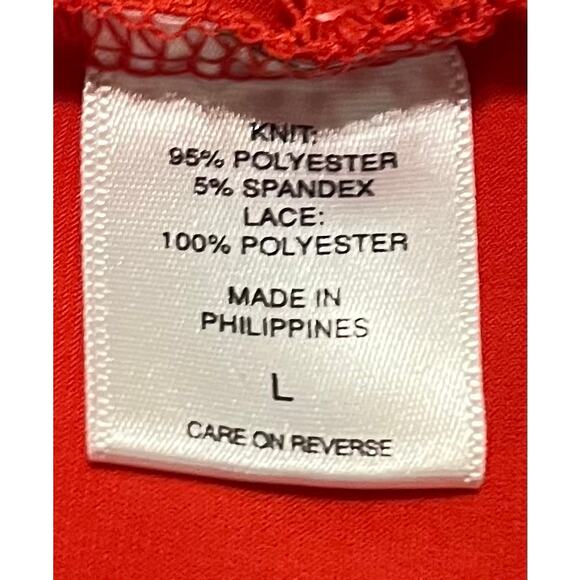 KNIT:
95% POLYESTER
5% SPANDEX
LACE:
100% POLYESTER
MADE IN
PHILIPPINES
L
CARE ON REVERSE